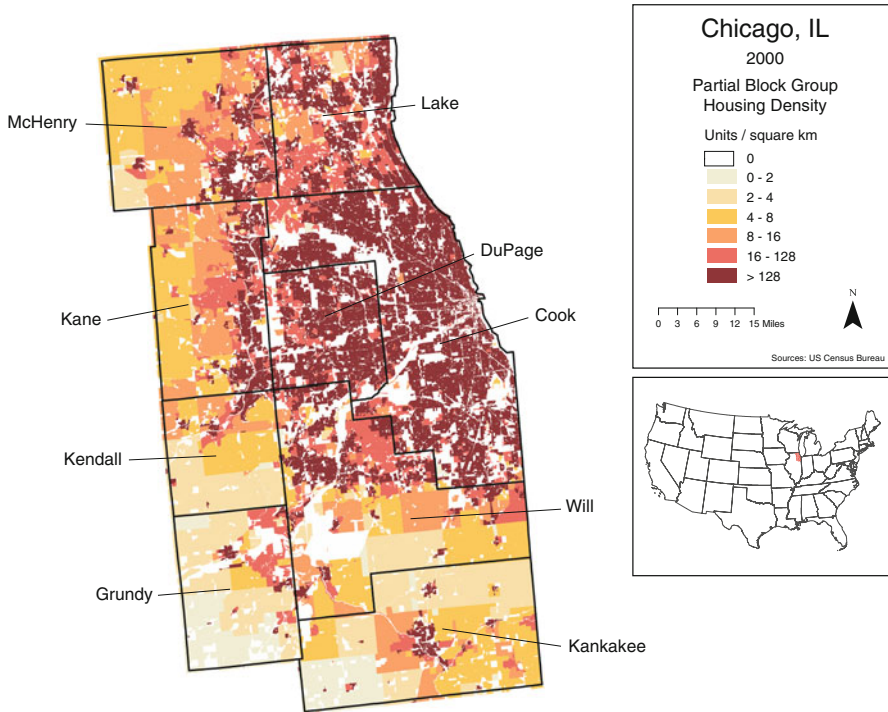 Chicago, IL
2000
Partial Block Group
Housing Density
Units / square km
0
0 - 2
2 - 4
4 - 8
8 - 16
16 - 128
> 128
N
0 3 6 9 12 15 Miles
Sources: US Census Bureau
McHenry
Lake
DuPage
Kane
Cook
Kendall
Will
Grundy
Kankakee